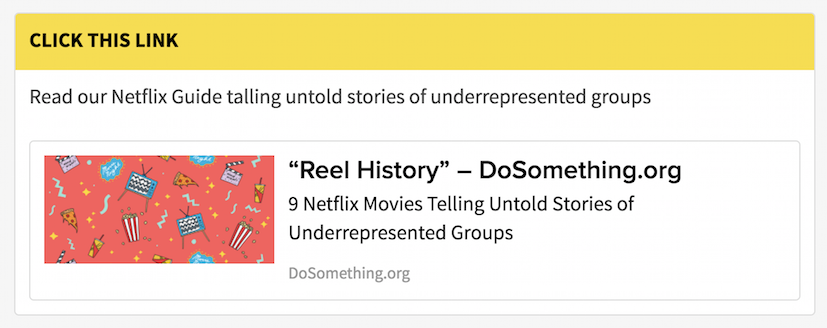 CLICK THIS LINK
Read our Netflix Guide talling untold stories of underrepresented groups
“Reel History” – DoSomething.org
9 Netflix Movies Telling Untold Stories of
Underrepresented Groups
DoSomething.org